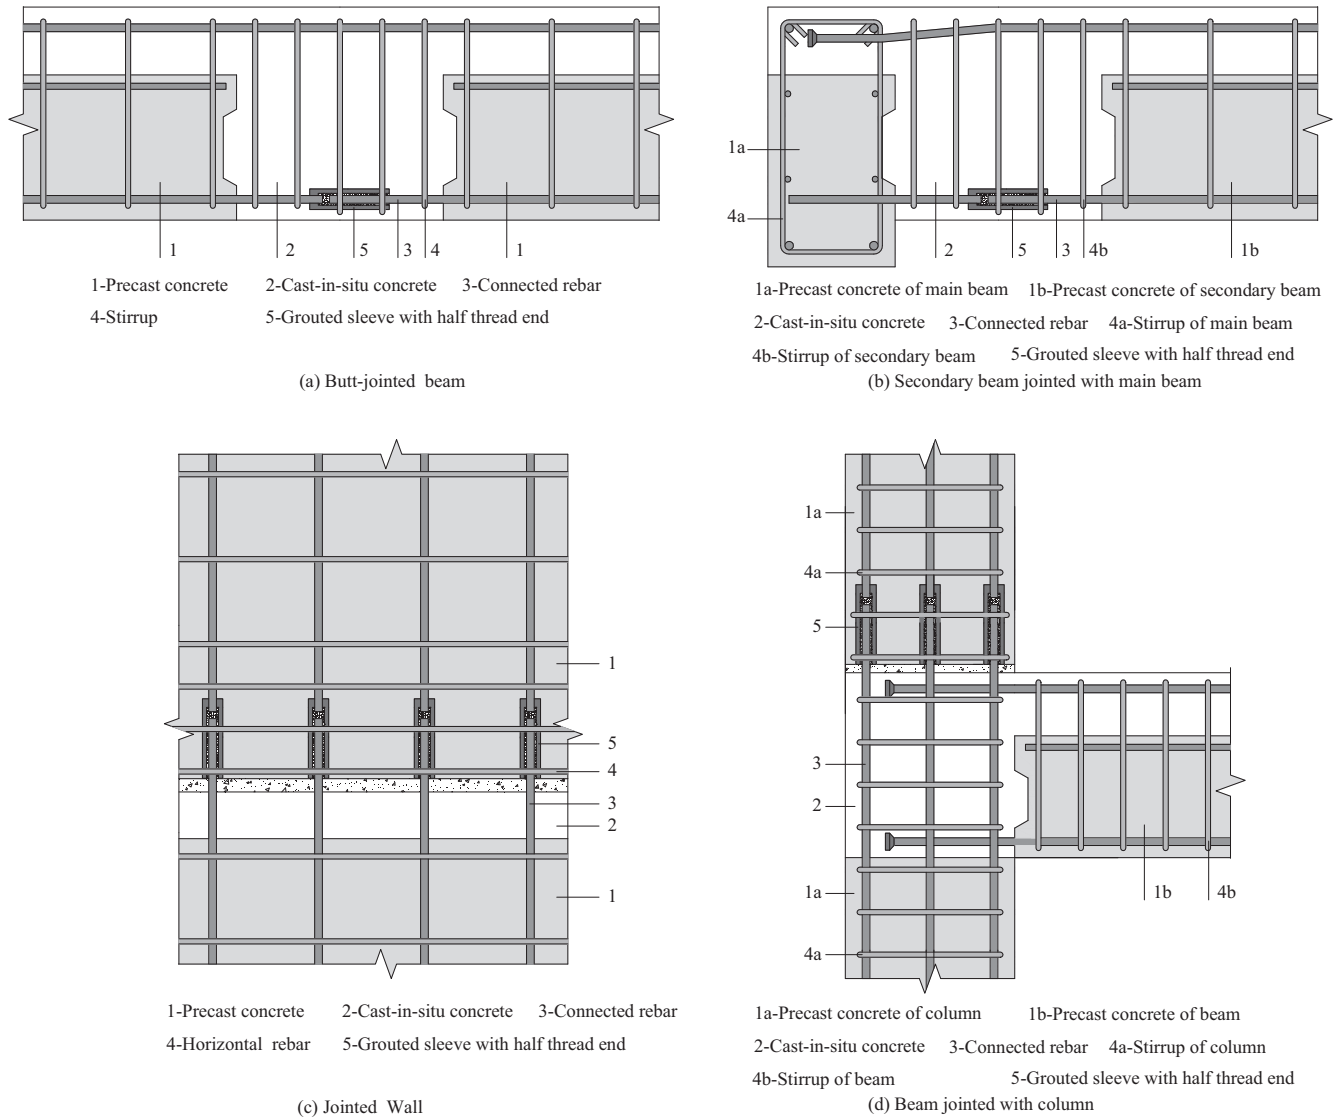 1 2 5 3 4 1
1-Precast concrete 2-Cast-in-situ concrete 3-Connected rebar
4-Stirrup 5-Grouted sleeve with half thread end
(a) Butt-jointed beam
1a
4a
2 5 3 4b 1b
1a-Precast concrete of main beam 1b-Precast concrete of secondary beam
2-Cast-in-situ concrete 3-Connected rebar 4a-Stirrup of main beam
4b-Stirrup of secondary beam 5-Grouted sleeve with half thread end
(b) Secondary beam jointed with main beam
1
5
4
3
2
1
1-Precast concrete 2-Cast-in-situ concrete 3-Connected rebar
4-Horizontal rebar 5-Grouted sleeve with half thread end
(c) Jointed Wall
1a
4a
5
3
2
1a
4a
1b 4b
1a-Precast concrete of column 1b-Precast concrete of beam
2-Cast-in-situ concrete 3-Connected rebar 4a-Stirrup of column
4b-Stirrup of beam 5-Grouted sleeve with half thread end
(d) Beam jointed with column